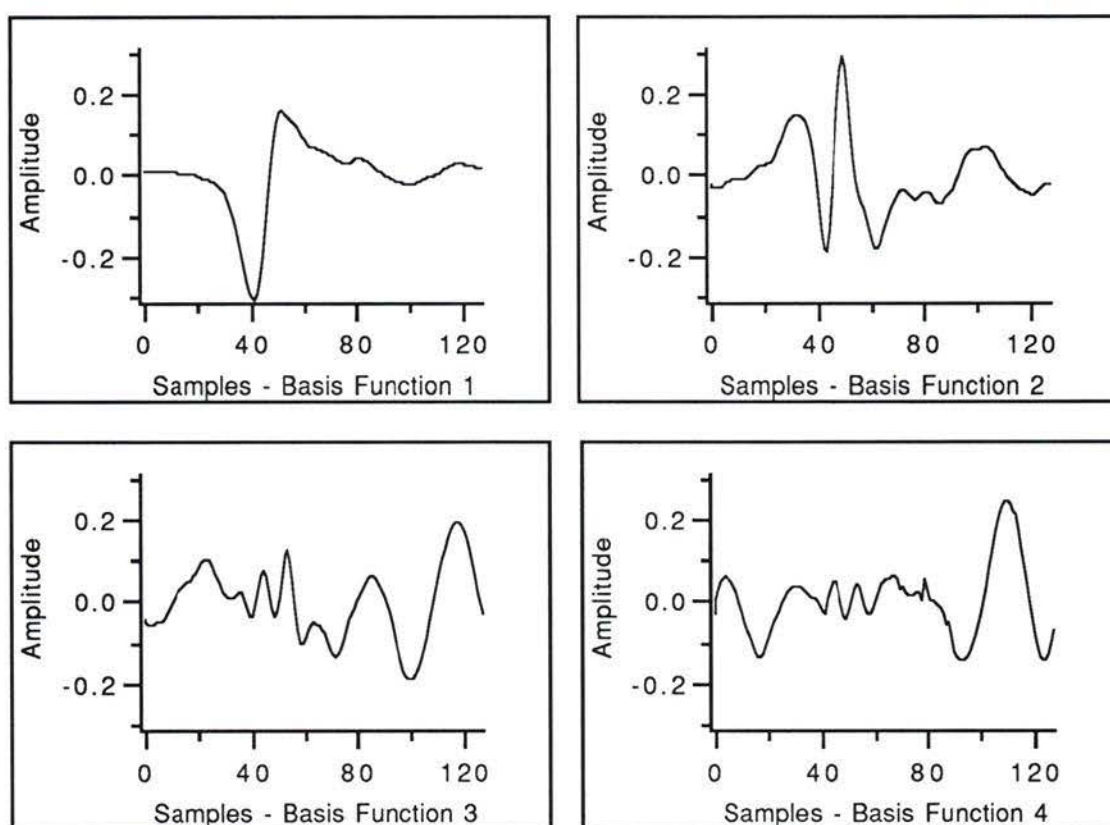 Amplitude
0.2
0.0
-0.2
0 40 80 120
Samples - Basis Function 1
Amplitude
0.2
0.0
-0.2
0 40 80 120
Samples - Basis Function 2
Amplitude
0.2
0.0
-0.2
0 40 80 120
Samples - Basis Function 3
Amplitude
0.2
0.0
-0.2
0 40 80 120
Samples - Basis Function 4